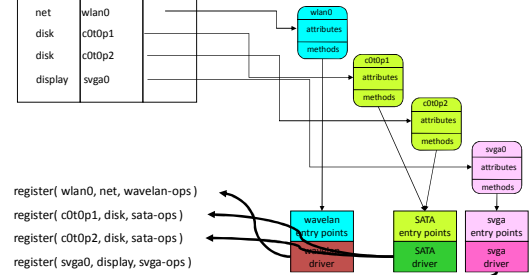 net wlan0
disk c0t0p1
disk c0t0p2
display svga0
wlan0
attributes
methods
c0t0p1
attributes
methods
c0t0p2
attributes
methods
svga0
attributes
methods
register( wlan0, net, wavelan-ops )
register( c0t0p1, disk, sata-ops )
register( c0t0p2, disk, sata-ops )
register( svga0, display, svga-ops )
wavelan
entry points
driver
SATA
entry points
SATA
driver
svga
entry points
svga
driver